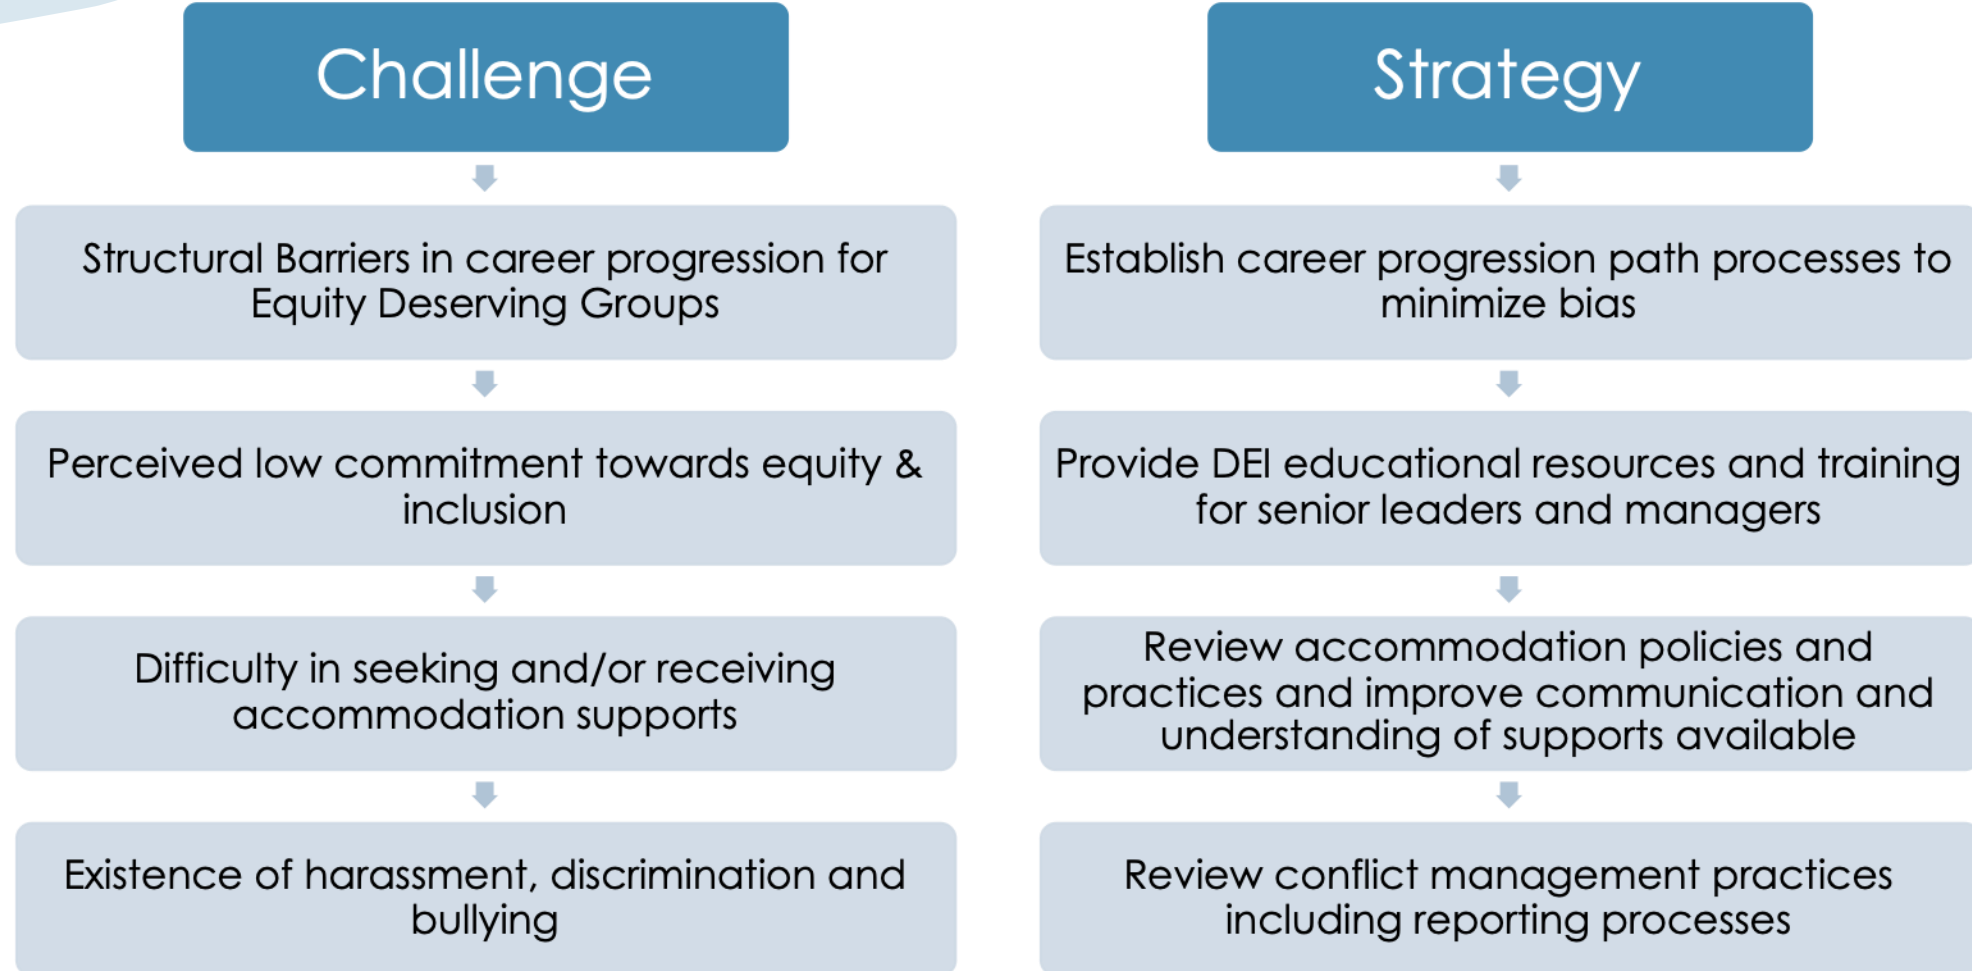 Challenge
Structural Barriers in career progression for
Equity Deserving Groups
Perceived low commitment towards equity &
inclusion
Difficulty in seeking and/or receiving
accommodation supports
Existence of harassment, discrimination and
bullying
Strategy
Establish career progression path processes to
minimize bias
Provide DEI educational resources and training
for senior leaders and managers
Review accommodation policies and
practices and improve communication and
understanding of supports available
Review conflict management practices
including reporting processes